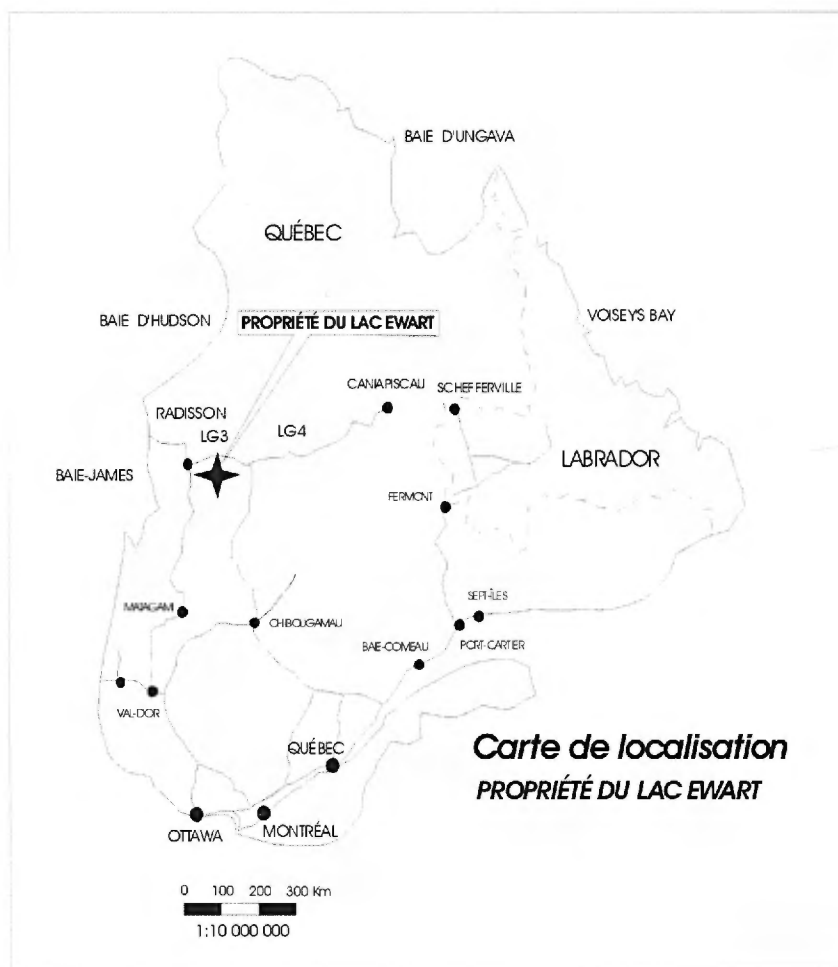 BAIE D'UNGAVA
QUÉBEC
BAIE D'HUDSON
PROPRIÉTÉ DU LAC EWART
VOISEYS BAY
CANIAPISCAU
SCHEFFERVILLE
RADISSON
LG3
LG4
BAIE-JAMES
LABRADOR
FERMONT
MATAGAMI
CHIBOUGAMAU
SEPT-ÎLES
PORT-CARTIER
BAIE-COMEAU
VAL-DOR
QUÉBEC
OTTAWA
MONTRÉAL
Carte de localisation
PROPRIÉTÉ DU LAC EWART
0 100 200 300 Km
1:10 000 000